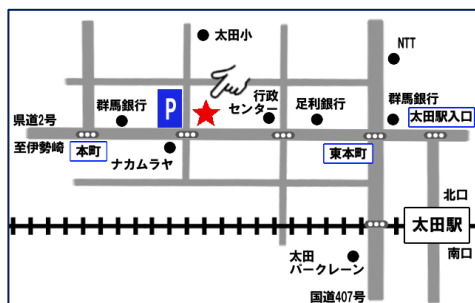 太田小
NTT
群馬銀行
P
行政
センター
足利銀行
群馬銀行
太田駅入口
県道2号
至伊勢崎
本町
ナカムラヤ
東本町
北口
太田駅
南口
太田
パークレーン
国道407号